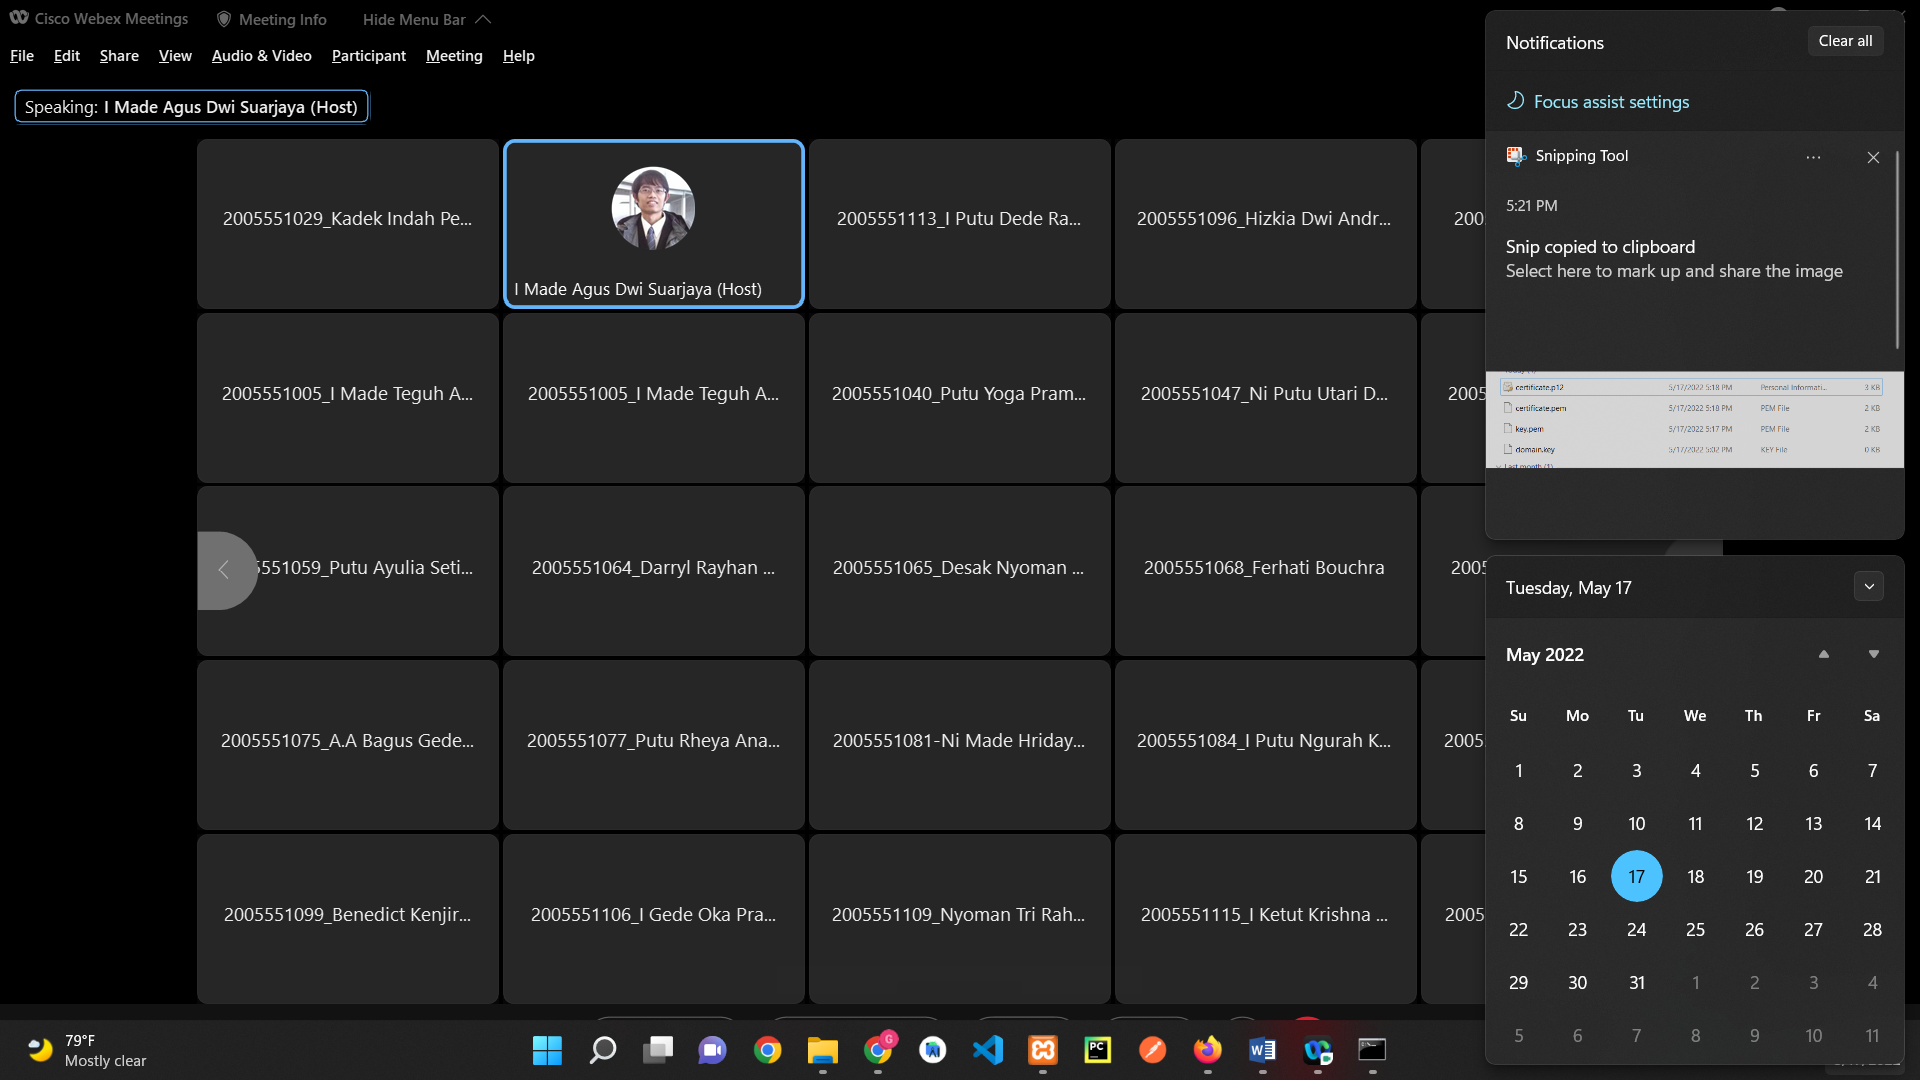 Cisco Webex Meetings
Meeting Info
Hide Menu Bar
File Edit Share View Audio & Video Participant Meeting Help
Speaking: I Made Agus Dwi Suarjaya (Host)
2005551029_Kadek Indah Pe...
I Made Agus Dwi Suarjaya (Host)
2005551113_I Putu Dede Ra...
2005551096_Hizkia Dwi Andr...
200
2005551005_I Made Teguh A...
2005551005_I Made Teguh A...
2005551040_Putu Yoga Pram...
2005551047_Ni Putu Utari D...
2005
551059_Putu Ayulia Seti...
2005551064_Darryl Rayhan ...
2005551065_Desak Nyoman ...
2005551068_Ferhati Bouchra
200
2005551075_A.A Bagus Gede...
2005551077_Putu Rheya Ana...
2005551081-Ni Made Hriday...
2005551084_I Putu Ngurah K...
2005
2005551099_Benedict Kenjir...
2005551106_I Gede Oka Pra...
2005551109_Nyoman Tri Rah...
2005551115_I Ketut Krishna ...
2005
Notifications
Clear all
Focus assist settings
Snipping Tool
5:21 PM
Snip copied to clipboard
Select here to mark up and share the image
certificate.p12 5/17/2022 5:18 PM Personal Informati... 3 KB
certificate.pem 5/17/2022 5:18 PM PEM File 2 KB
key.pem 5/17/2022 5:17 PM PEM File 2 KB
domain.key 5/17/2022 5:02 PM KEY File 0 KB
Last month (1)
Tuesday, May 17
May 2022
Su Mo Tu We Th Fr Sa
1 2 3 4 5 6 7
8 9 10 11 12 13 14
15 16 17 18 19 20 21
22 23 24 25 26 27 28
29 30 31 1 2 3 4
5 6 7 8 9 10 11
79°F
Mostly clear
G
PC